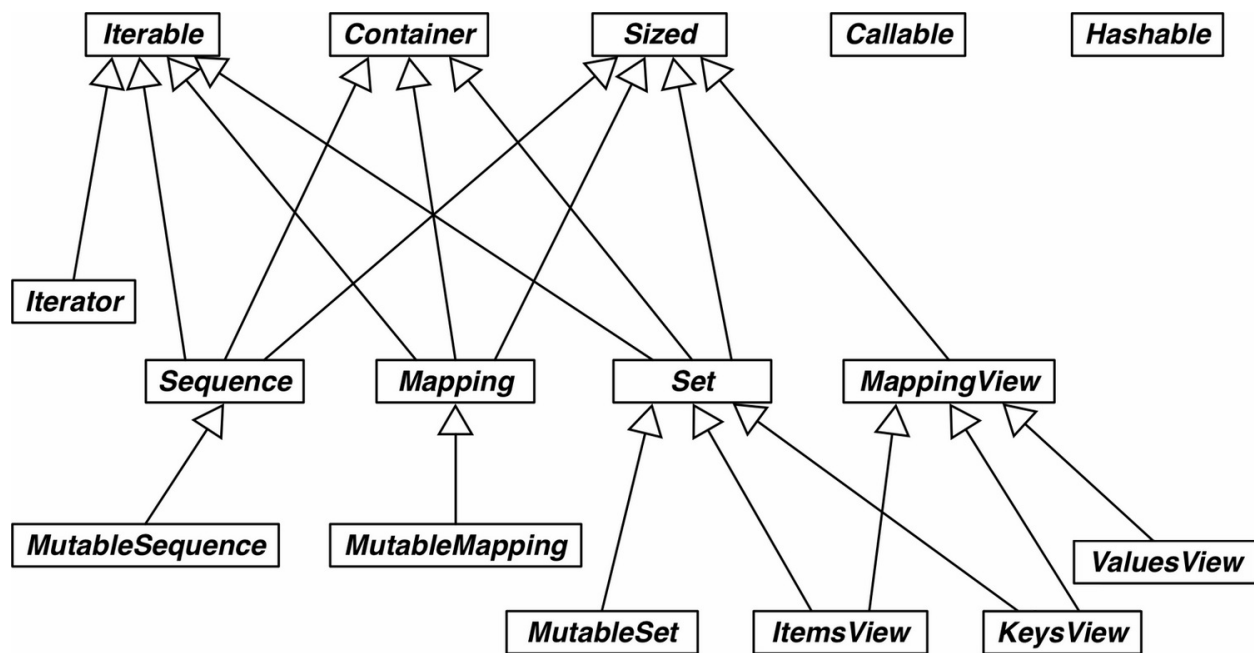 Iterable
Container
Sized
Callable
Hashable
Iterator
Sequence
Mapping
Set
MappingView
MutableSequence
MutableMapping
ValuesView
MutableSet
ItemsView
KeysView